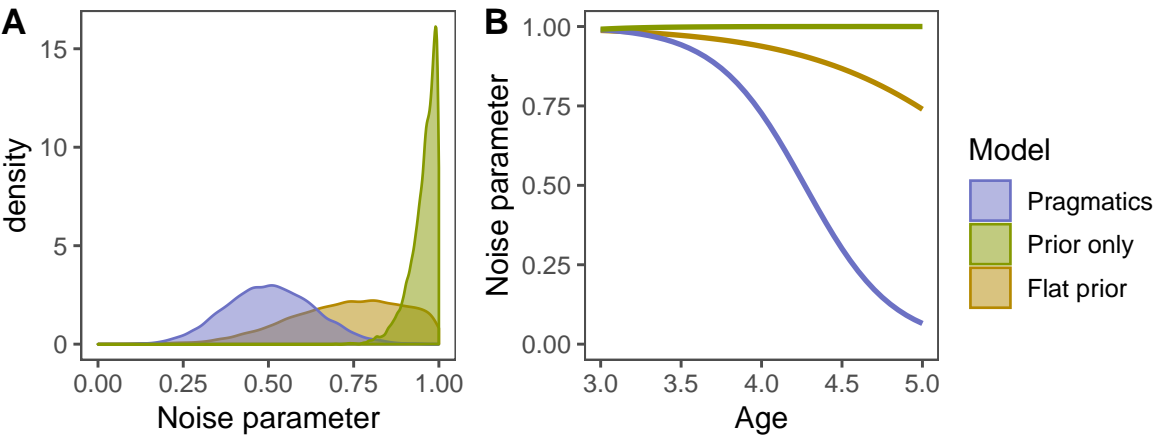 A
density
15
10
5
0
0.00 0.25 0.50 0.75 1.00
Noise parameter
B
Noise parameter
1.00
0.75
0.50
0.25
0.00
3.0 3.5 4.0 4.5 5.0
Age
Model
Pragmatics
Prior only
Flat prior